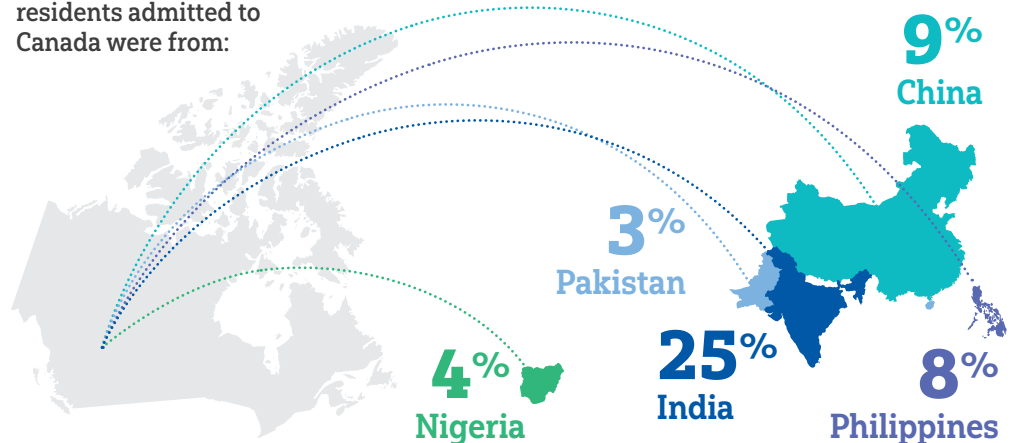 residents admitted to
Canada were from:
9%
China
3%
Pakistan
25%
India
4%
Nigeria
8%
Philippines